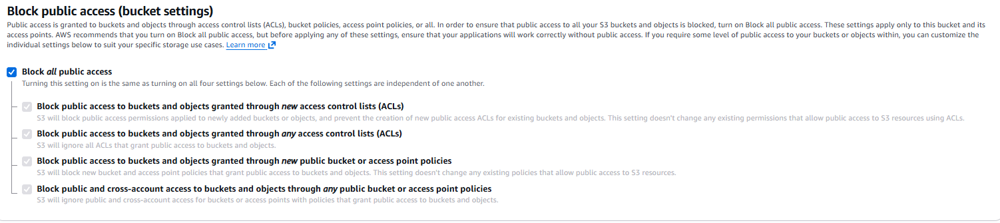 Block public access (bucket settings)
Public access is granted to buckets and objects through access control lists (ACLs), bucket policies, access point policies, or all. In order to ensure that public access to all your S3 buckets and objects is blocked, turn on Block all public access. These settings apply only to this bucket and its
access points. AWS recommends that you turn on Block all public access, but before applying any of these settings, ensure that your applications will work correctly without public access. If you require some level of public access to your buckets or objects within, you can customize the
individual settings below to suit your specific storage use cases. Learn more
Block all public access
Turning this setting on is the same as turning on all four settings below. Each of the following settings are independent of one another.
Block public access to buckets and objects granted through new access control lists (ACLs)
S3 will block public access permissions applied to newly added buckets or objects, and prevent the creation of new public access ACLs for existing buckets and objects. This setting doesn't change any existing permissions that allow public access to S3 resources using ACLs.
Block public access to buckets and objects granted through any access control lists (ACLs)
S3 will ignore all ACLs that grant public access to buckets and objects.
Block public access to buckets and objects granted through new public bucket or access point policies
S3 will block new bucket and access point policies that grant public access to buckets and objects. This setting doesn't change any existing policies that allow public access to S3 resources.
Block public and cross-account access to buckets and objects through any public bucket or access point policies
S3 will ignore public and cross-account access for buckets or access points with policies that grant public access to buckets and objects.